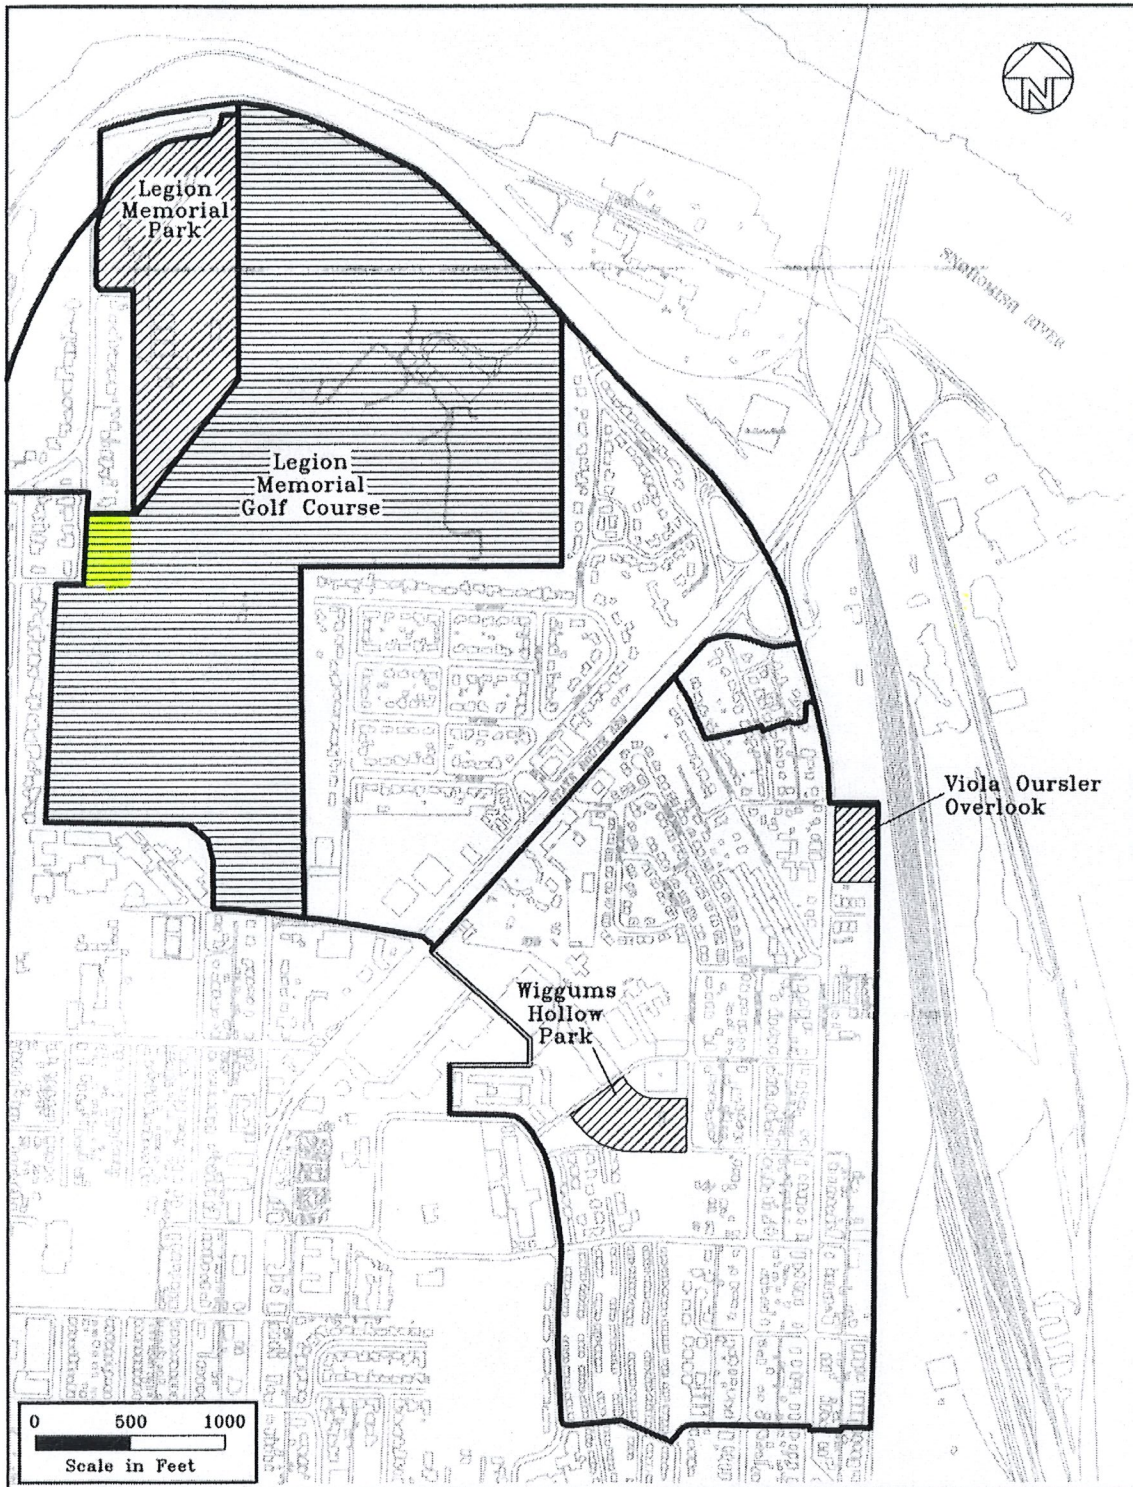 N
Legion
Memorial
Park
SNOHOMISH RIVER
Legion
Memorial
Golf Course
Viola Oursler
Overlook
Wiggums
Hollow
Park
0 500 1000
Scale in Feet